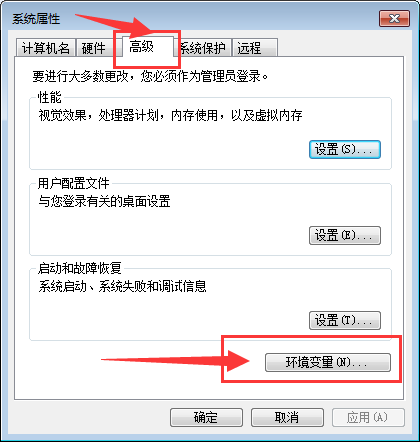 系统属性
计算机名 硬件 高级 系统保护 远程
要进行大多数更改，您必须作为管理员登录。
性能
视觉效果，处理器计划，内存使用，以及虚拟内存
设置(S)...
用户配置文件
与您登录有关的桌面设置
设置(E)...
启动和故障恢复
系统启动、系统失败和调试信息
设置(T)...
环境变量(N)...
确定 取消 应用(A)